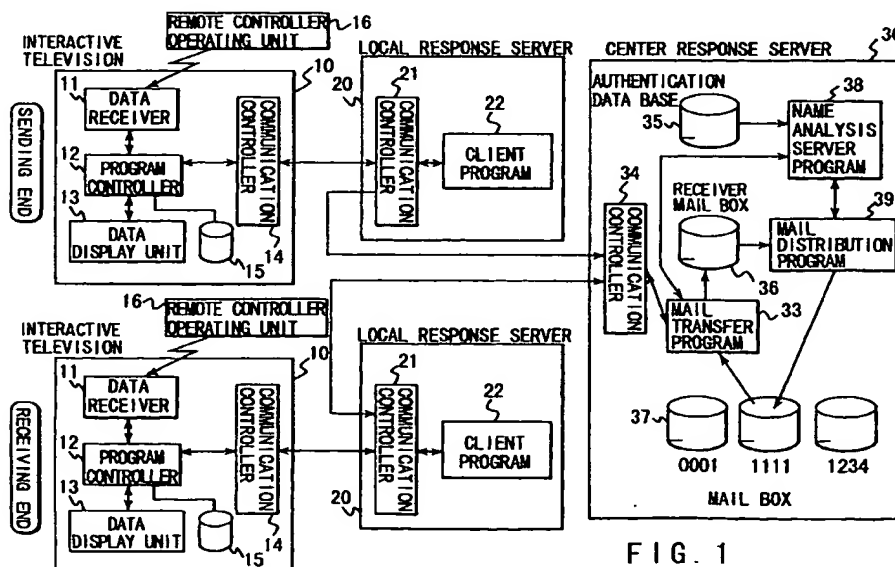 REMOTE CONTROLLER
OPERATING UNIT
16
INTERACTIVE
TELEVISION
10
SENDING END
11
DATA
RECEIVER
12
PROGRAM
CONTROLLER
13
DATA
DISPLAY UNIT
15
COMMUNICATION
CONTROLLER
14
LOCAL RESPONSE SERVER
20
21
COMMUNICATION
CONTROLLER
22
CLIENT
PROGRAM
CENTER RESPONSE SERVER
AUTHENTICATION
DATA BASE
35
38
NAME
ANALYSIS
SERVER
PROGRAM
34
COMMUNICATION
CONTROLLER
RECEIVER
MAIL BOX
36
39
MAIL
DISTRIBUTION
PROGRAM
MAIL
TRANSFER
PROGRAM
33
37
0001
1111
1234
MAIL BOX
16
REMOTE CONTROLLER
OPERATING UNIT
INTERACTIVE
TELEVISION
10
RECEIVING END
11
DATA
RECEIVER
12
PROGRAM
CONTROLLER
13
DATA
DISPLAY UNIT
15
COMMUNICATION
CONTROLLER
14
LOCAL RESPONSE SERVER
21
COMMUNICATION
CONTROLLER
22
CLIENT
PROGRAM
20
FIG. 1